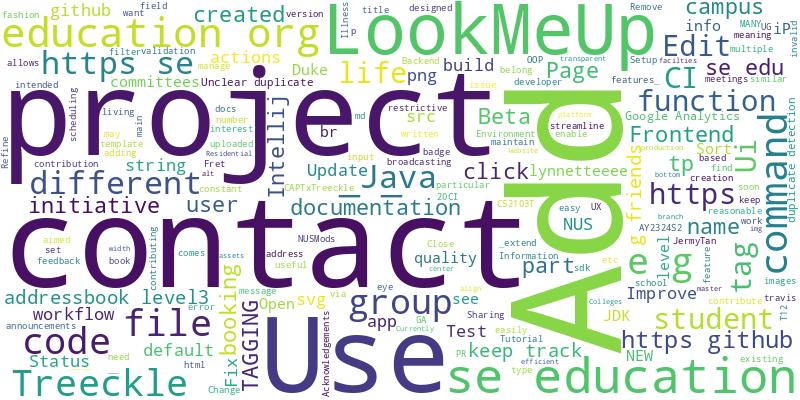 fashion
want
field
github
created
version
Illness
title
designed
campus
education org
LookMeUp
multiple
meaning
MANY
UG
info
iP
Remove
allows
filter
validation
p
similar
https se
actions
manage
Duke
life
build
OOP
belong
Page
Edit
Setup
facilties
transparent
Backend
CI
se edu
invalid
intended
committees
Unclear
duplicate
png
issue
developer
features_
meetings
project
contact
Add
Use
scheduling
docs
living
number
interest
may
template
adding
main
uploaded
Residential
Intellij
br
restrictive
src
written
Beta
streamline
platform
Environment
enable
function
Google Analytics
Frontend
Sort
based
creation
find
keep
soon
duplicate detection
Refine
contribution
Fret
alt
md
badge
broadcasting
maintain
click
lynnetteeee
tp
bottom
Ui
reasonable
work
branch
img
command
string
Update
input
Java
different
constant
CAPTxTreeckle
particular
2DCI
CS2103T
easy
UX
production
website
https
initiative
user
documentation
NUS
e g friends
level
AY2324S2
JermyTan
name
tag
feature
school
aimed
set
feedback
width
book
contributing
comes
assets
NUSMods
address
useful
Close
center
quality
_extend
Information
part
sdk
etc
e
g
Improve
master
contribute
travis
T12
images
addressbook level3
booking
message
error
Open
svg
via
eye
group
see
Sharing
align
JDK
student
Colleges
announcements
workflow
file
code
Status
default
html
need
Fix
Change
TAGGING
Acknowledgements
app
GA
Currently
Test
PR
easily
Tutorial
keep track
type
efficient
NEW
existing
https github
Treeckle
se education